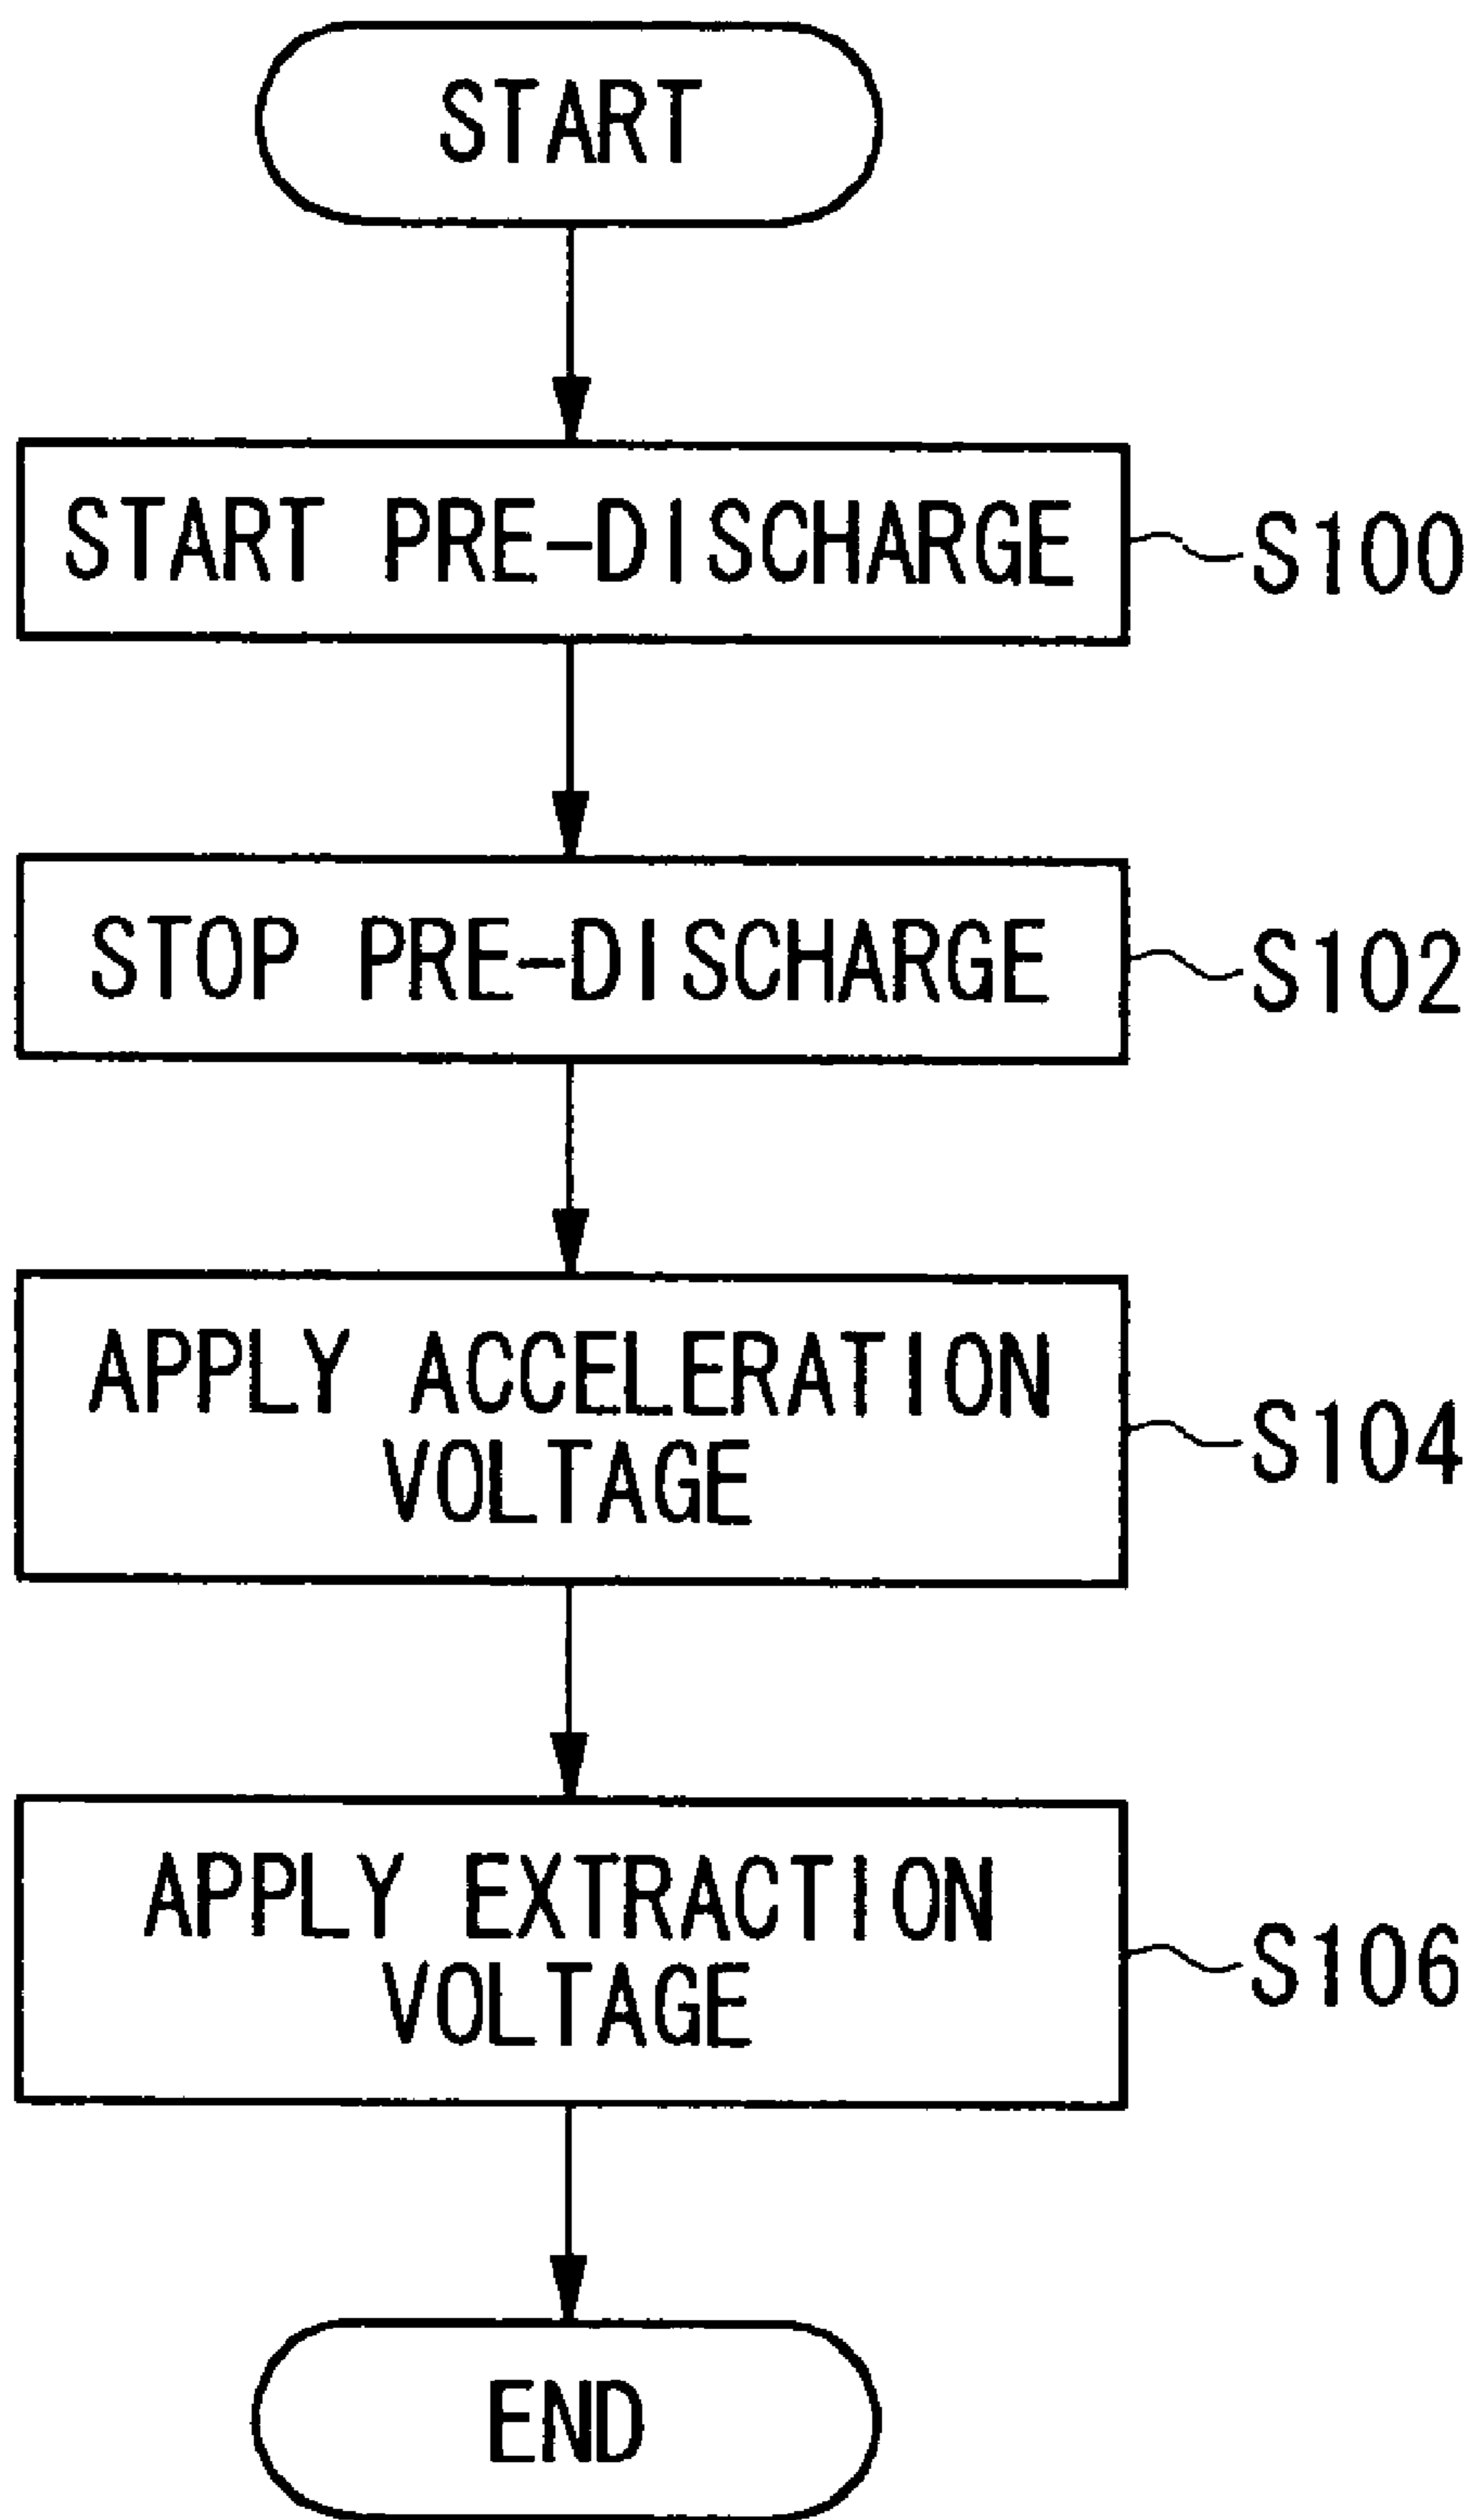 START
START PRE-DISCHARGE
S100
STOP PRE-DISCHARGE
S102
APPLY ACCELERATION
VOLTAGE
S104
APPLY EXTRACTION
VOLTAGE
S106
END